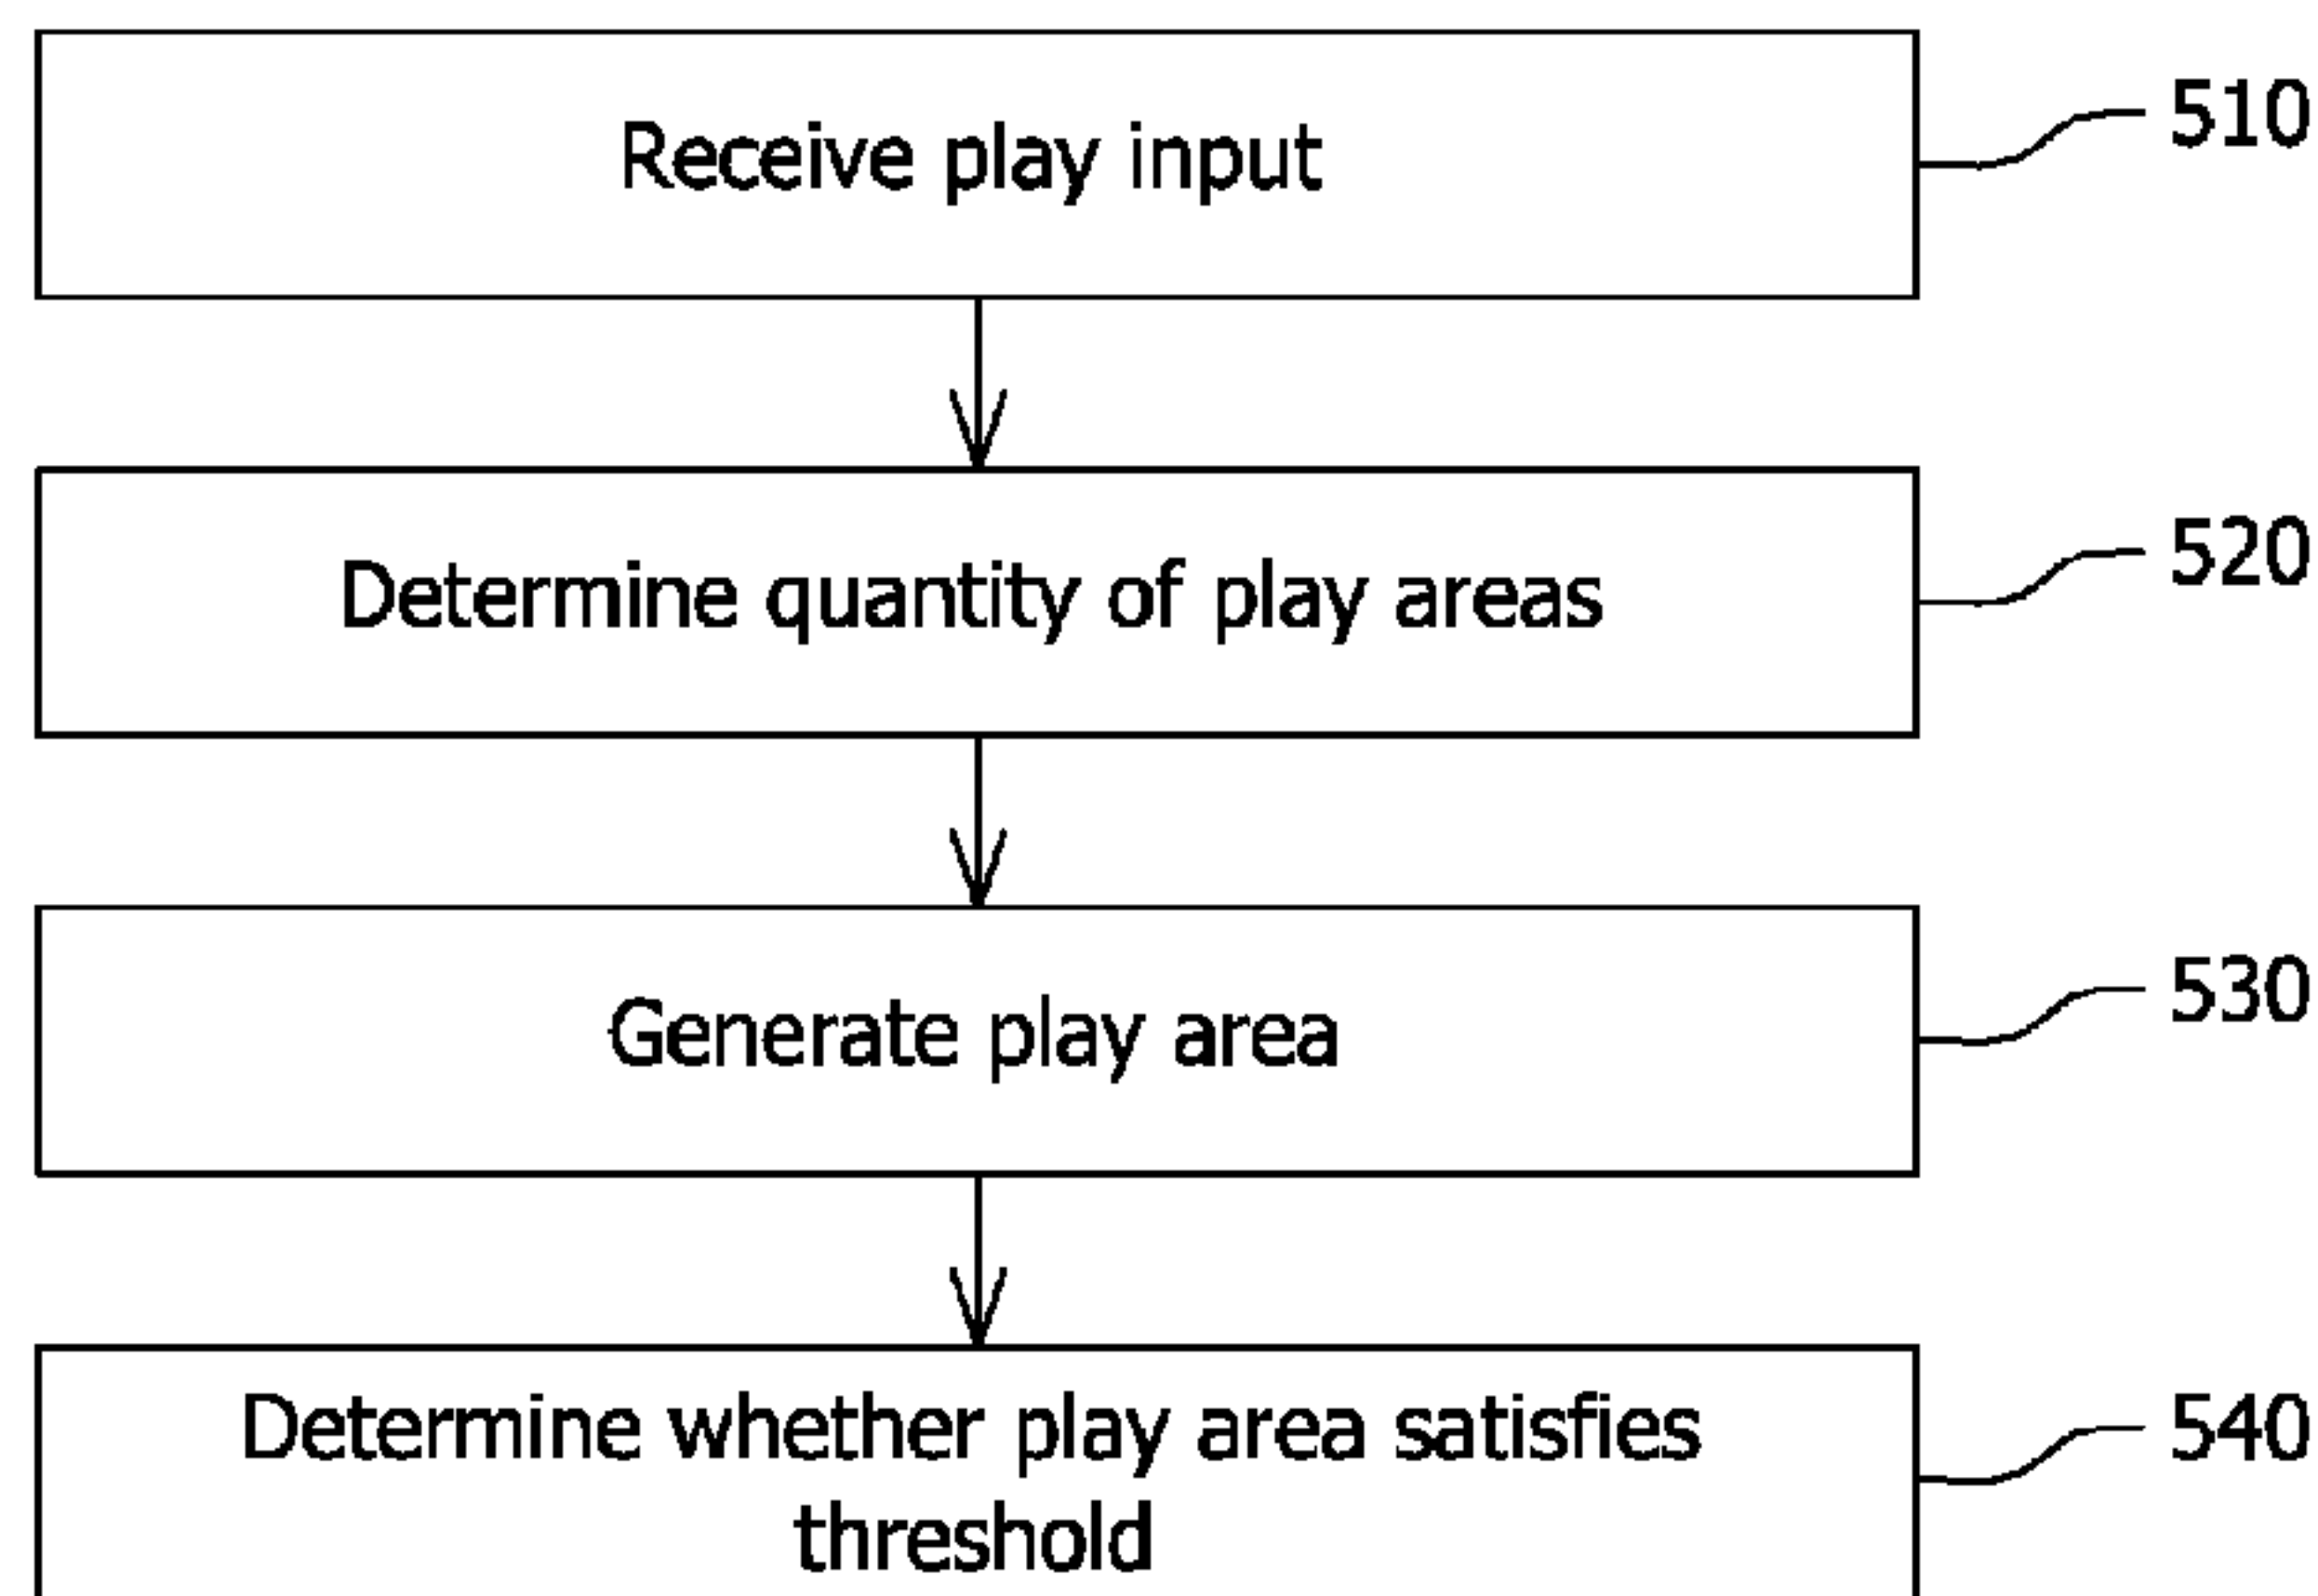 Receive play input
510
Determine quantity of play areas
520
Generate play area
530
Determine whether play area satisfies
threshold
540